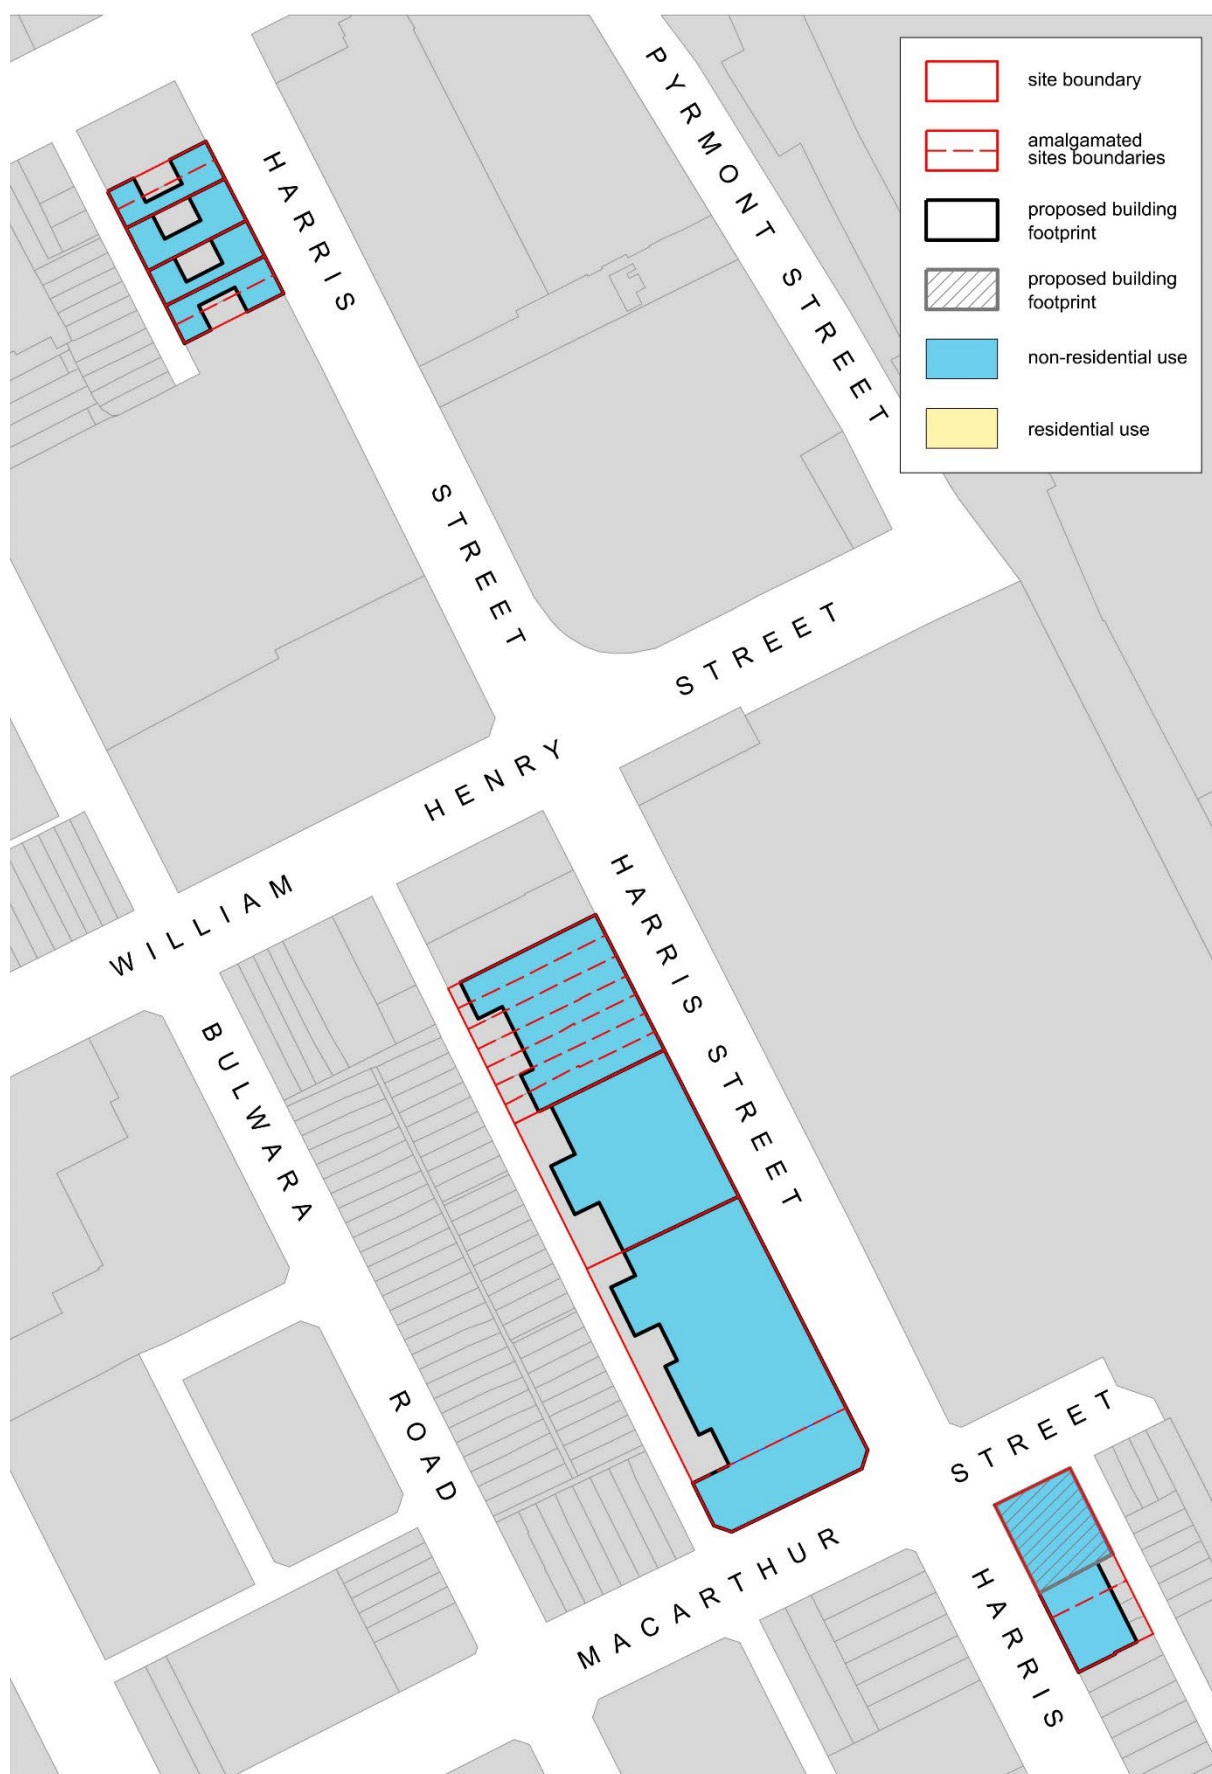 PYRMONT STREET
site boundary
amalgamated
sites boundaries
proposed building
footprint
proposed building
footprint
non-residential use
residential use
HARRIS
STREET
WILLIAM HENRY STREET
HARRIS STREET
BULWARA
ROAD
MACARTHUR STREET
HARRIS